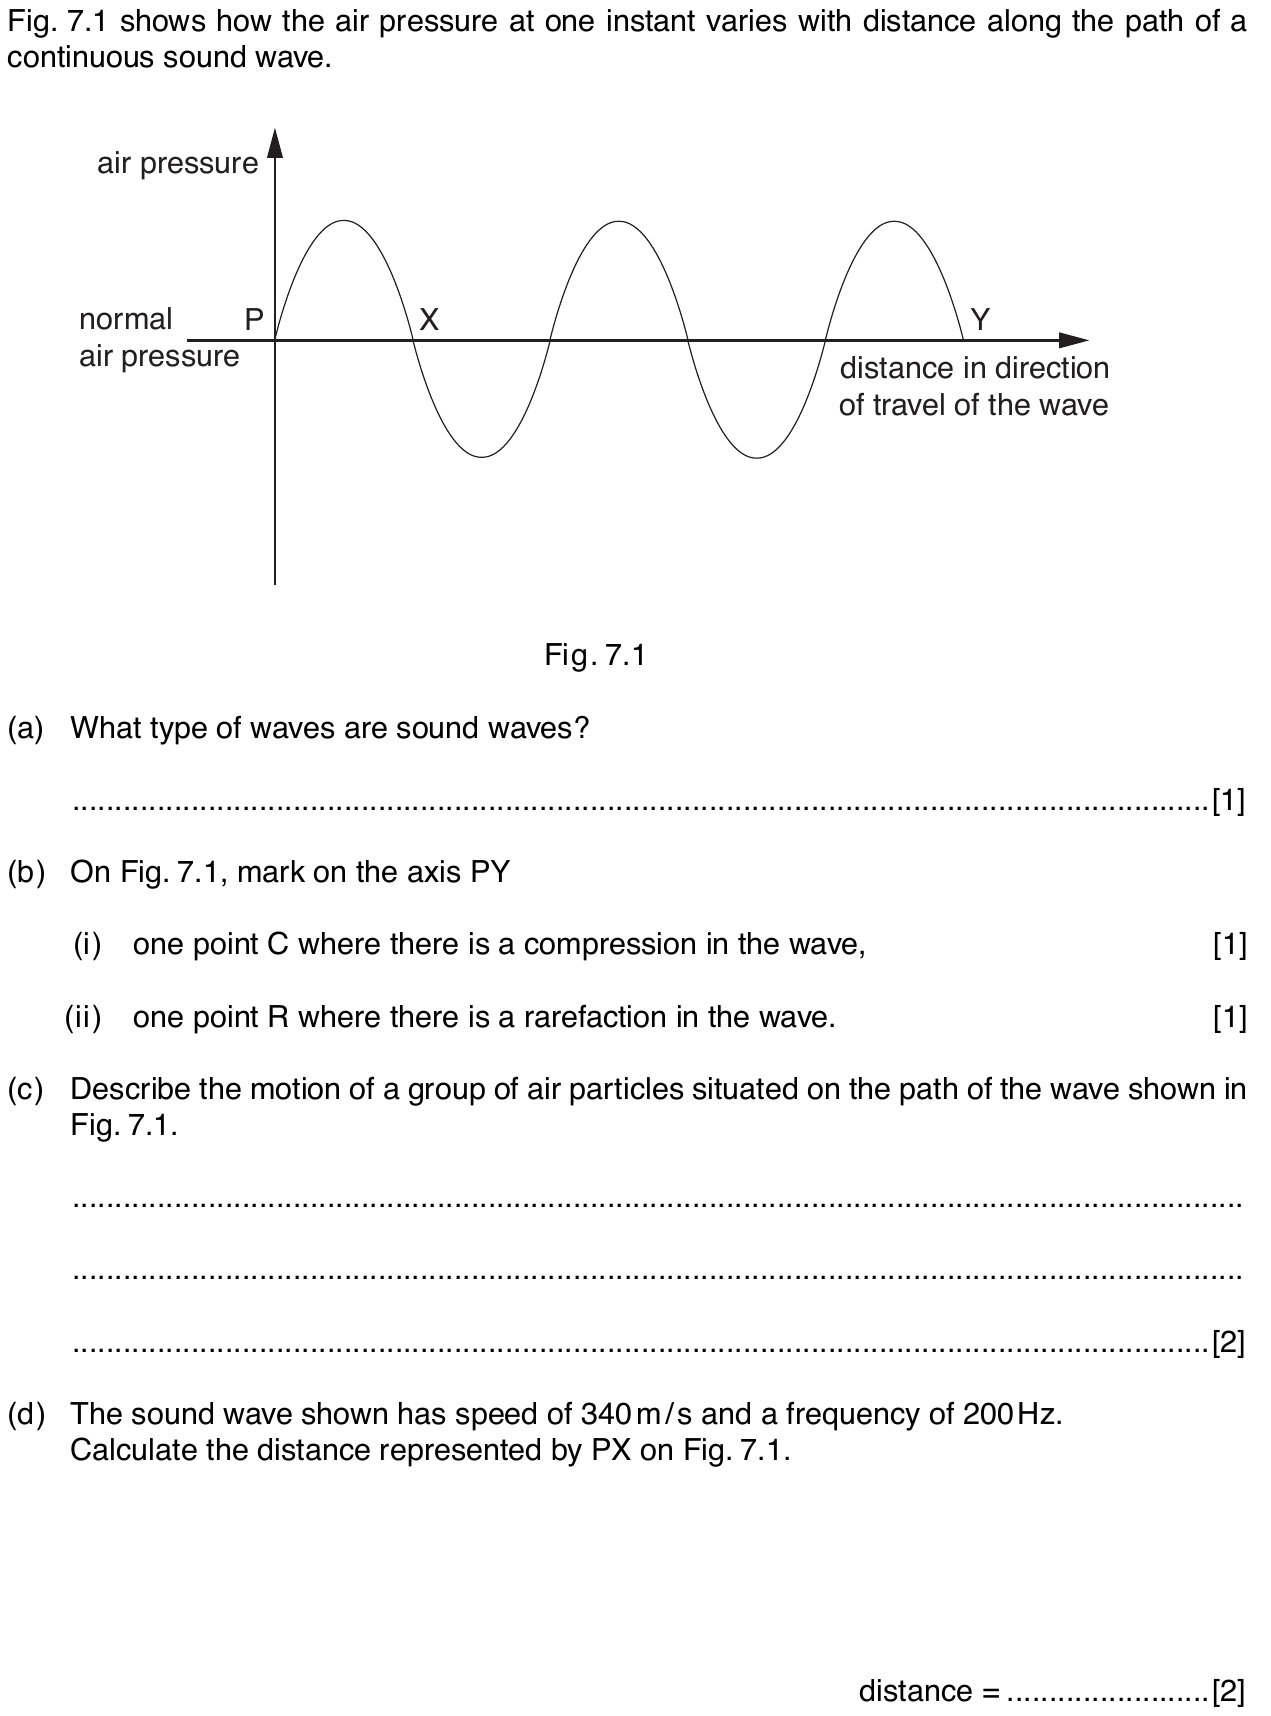 Fig. 7.1 shows how the air pressure at one instant varies with distance along the path of a
continuous sound wave.
air pressure
normal
air pressure
P
X
Y
distance in direction
of travel of the wave
Fig. 7.1
(a) What type of waves are sound waves?
..........................................................................................................................................[1]
(b) On Fig. 7.1, mark on the axis PY
(i) one point C where there is a compression in the wave, [1]
(ii) one point R where there is a rarefaction in the wave. [1]
(c) Describe the motion of a group of air particles situated on the path of the wave shown in
Fig. 7.1.
..........................................................................................................................................
..........................................................................................................................................
......................................................................................................................................[2]
(d) The sound wave shown has speed of 340 m/s and a frequency of 200 Hz.
Calculate the distance represented by PX on Fig. 7.1.
distance = ........................[2]